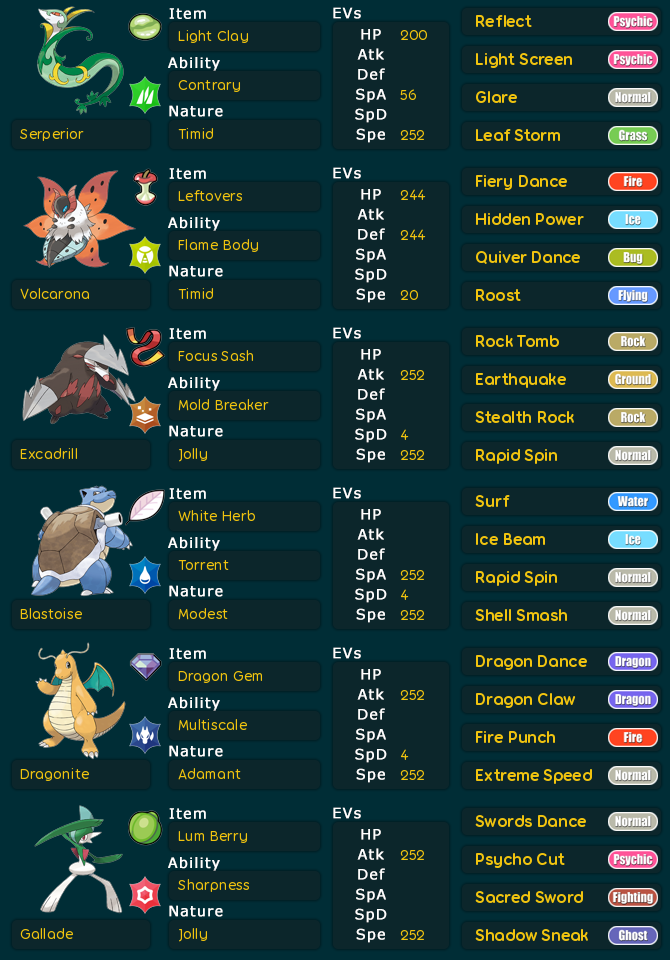 Item
Light Clay
Ability
Contrary
Nature
Timid
Serperior
EVs
HP 200
Atk
Def
SpA 56
SpD
Spe 252
Reflect Psychic
Light Screen Psychic
Glare Normal
Leaf Storm Grass
Item
Leftovers
Ability
Flame Body
Nature
Timid
Volcarona
EVs
HP 244
Atk
Def 244
SpA
SpD
Spe 20
Fiery Dance Fire
Hidden Power Ice
Quiver Dance Bug
Roost Flying
Item
Focus Sash
Ability
Mold Breaker
Nature
Jolly
Excadrill
EVs
HP
Atk 252
Def
SpA
SpD 4
Spe 252
Rock Tomb Rock
Earthquake Ground
Stealth Rock Rock
Rapid Spin Normal
Item
White Herb
Ability
Torrent
Nature
Modest
Blastoise
EVs
HP
Atk
Def
SpA 252
SpD 4
Spe 252
Surf Water
Ice Beam Ice
Rapid Spin Normal
Shell Smash Normal
Item
Dragon Gem
Ability
Multiscale
Nature
Adamant
Dragonite
EVs
HP
Atk 252
Def
SpA
SpD 4
Spe 252
Dragon Dance Dragon
Dragon Claw Dragon
Fire Punch Fire
Extreme Speed Normal
Item
Lum Berry
Ability
Sharpness
Nature
Jolly
Gallade
EVs
HP
Atk 252
Def
SpA
SpD
Spe 252
Swords Dance Normal
Psycho Cut Psychic
Sacred Sword Fighting
Shadow Sneak Ghost